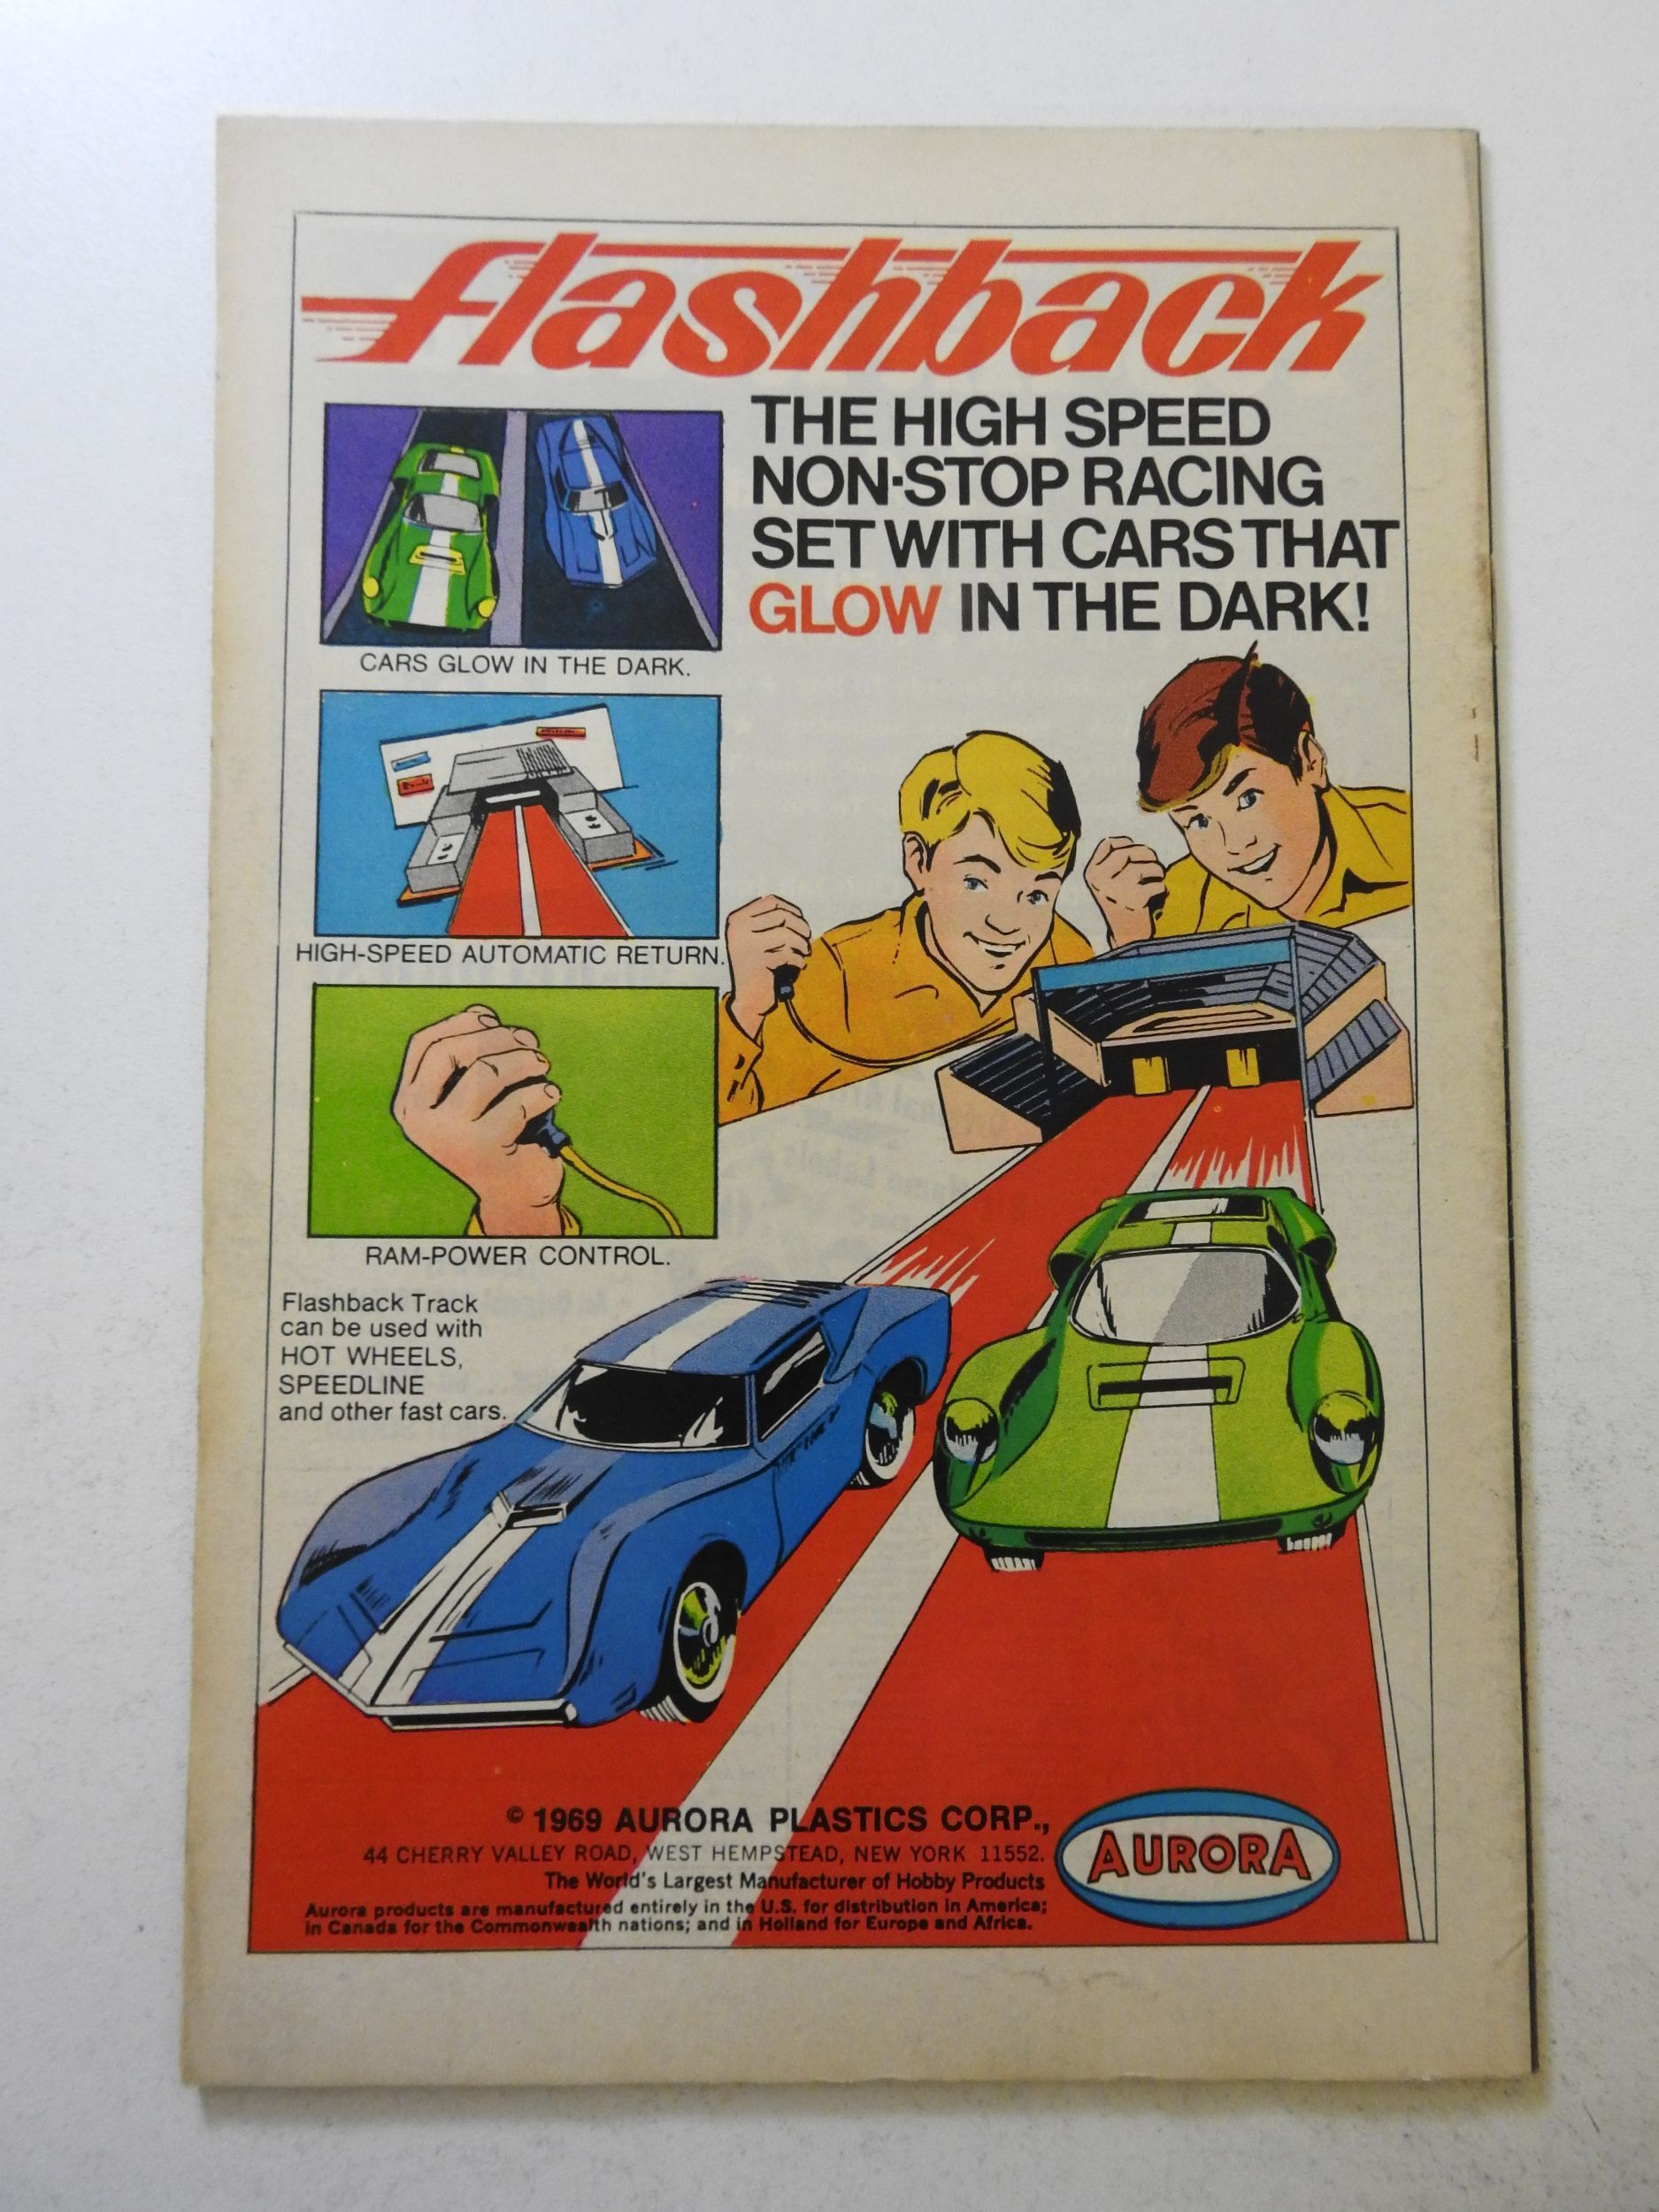 flashback
THE HIGH SPEED
NON-STOP RACING
SET WITH CARS THAT
GLOW IN THE DARK!
CARS GLOW IN THE DARK.
HIGH-SPEED AUTOMATIC RETURN.
RAM-POWER CONTROL.
Flashback Track
can be used with
HOT WHEELS,
SPEEDLINE
and other fast cars.
© 1969 AURORA PLASTICS CORP.,
44 CHERRY VALLEY ROAD, WEST HEMPSTEAD, NEW YORK 11552.
The World's Largest Manufacturer of Hobby Products
Aurora products are manufactured entirely in the U.S. for distribution in America;
in Canada for the Commonwealth nations; and in Holland for Europe and Africa.
AURORA